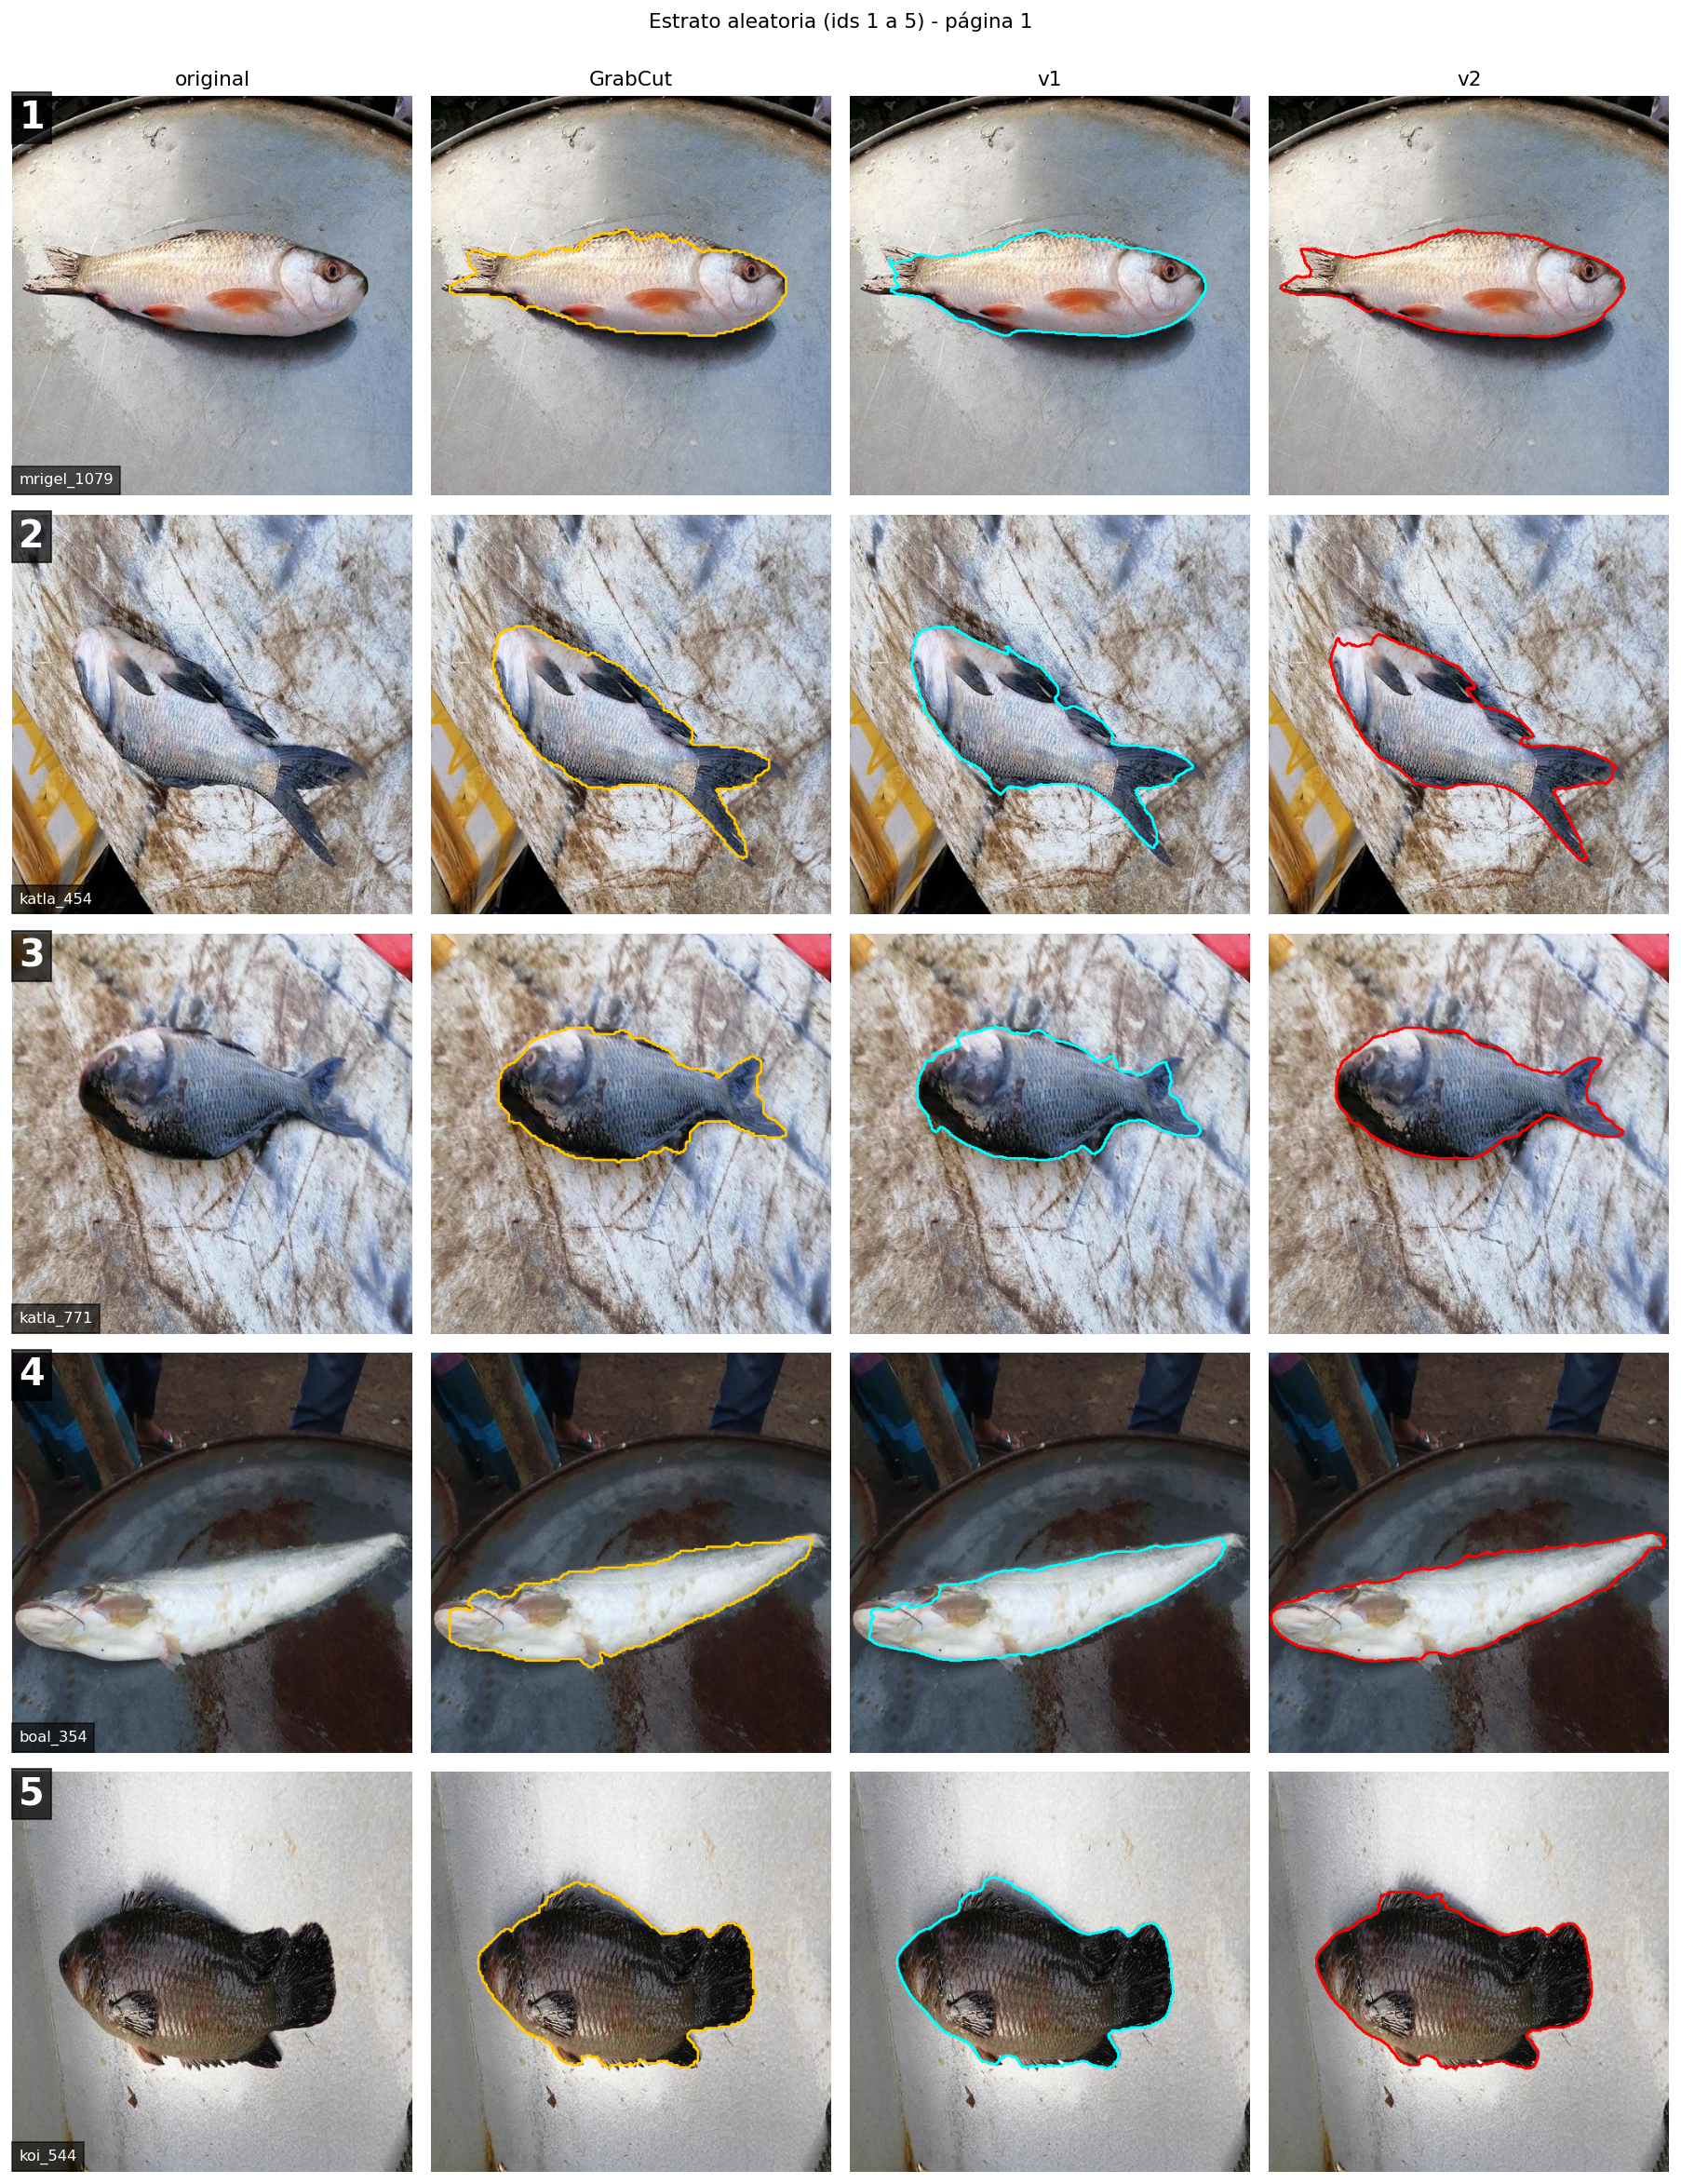 Estrato aleatoria (ids 1 a 5) - página 1
original GrabCut v1 v2
1
mrigel_1079
2
katla_454
3
katla_771
4
boal_354
5
koi_544